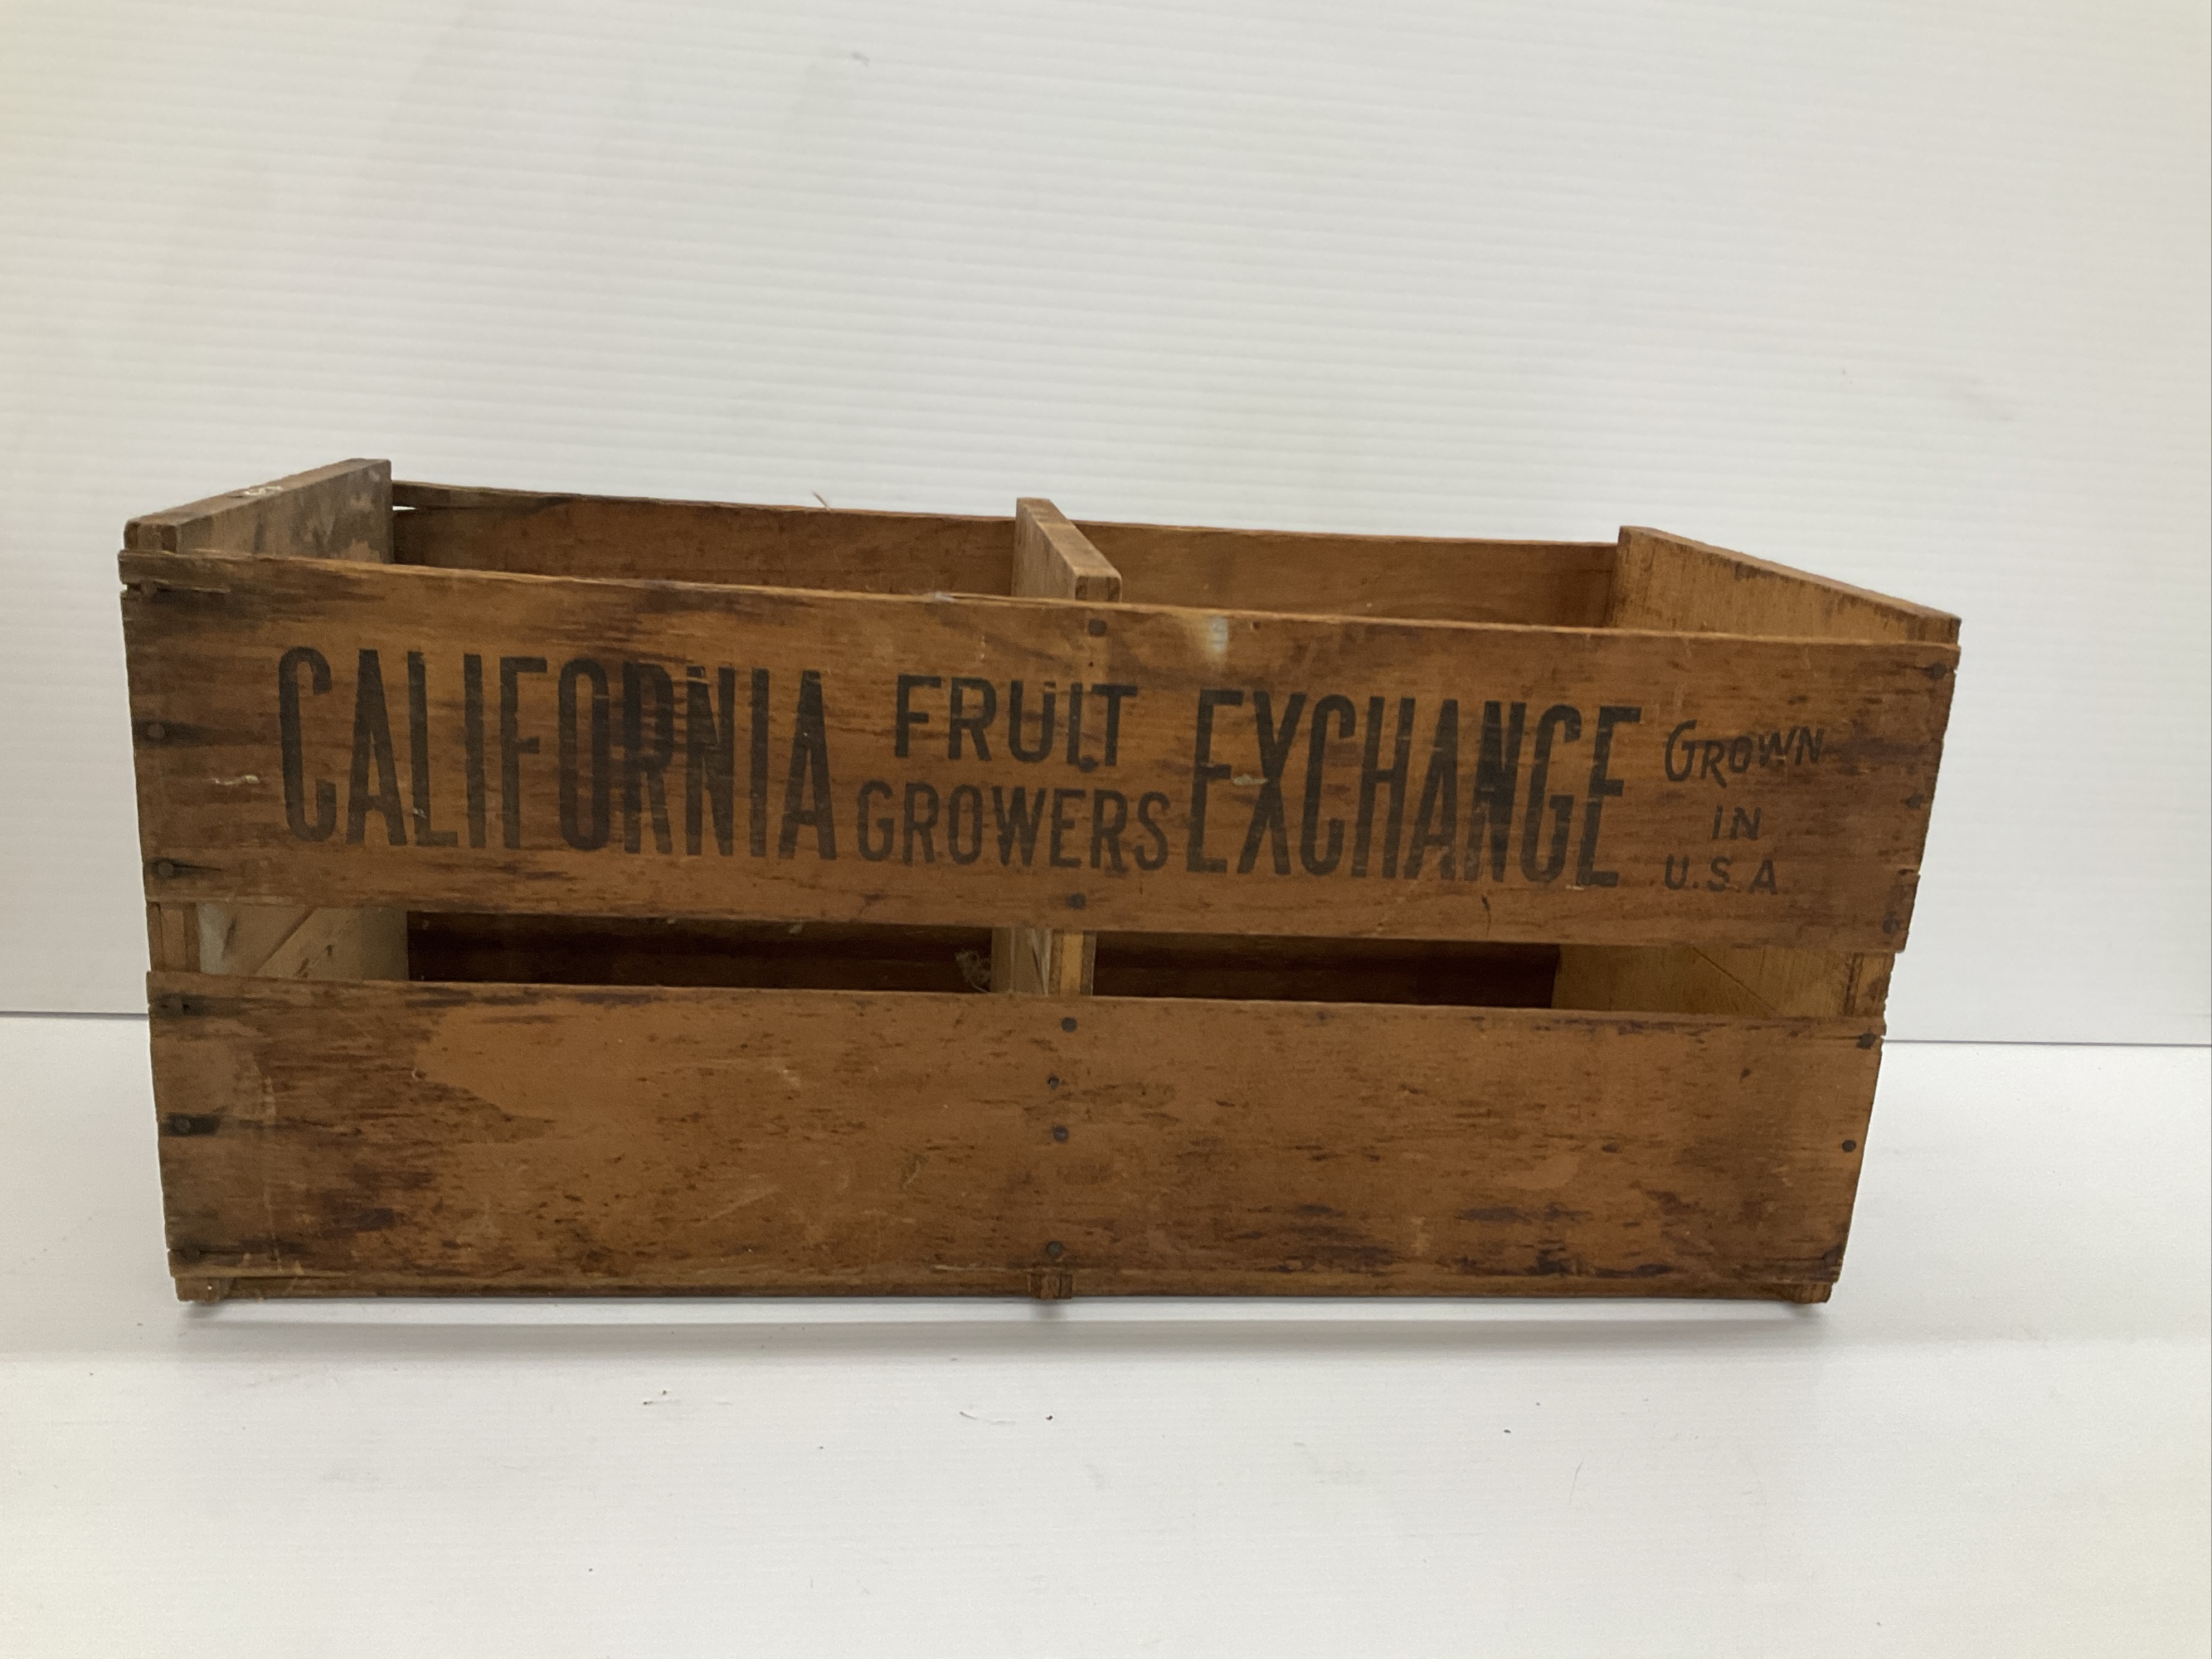 CALIFORNIA FRUIT GROWERS EXCHANGE
GROWN
IN
U.S.A